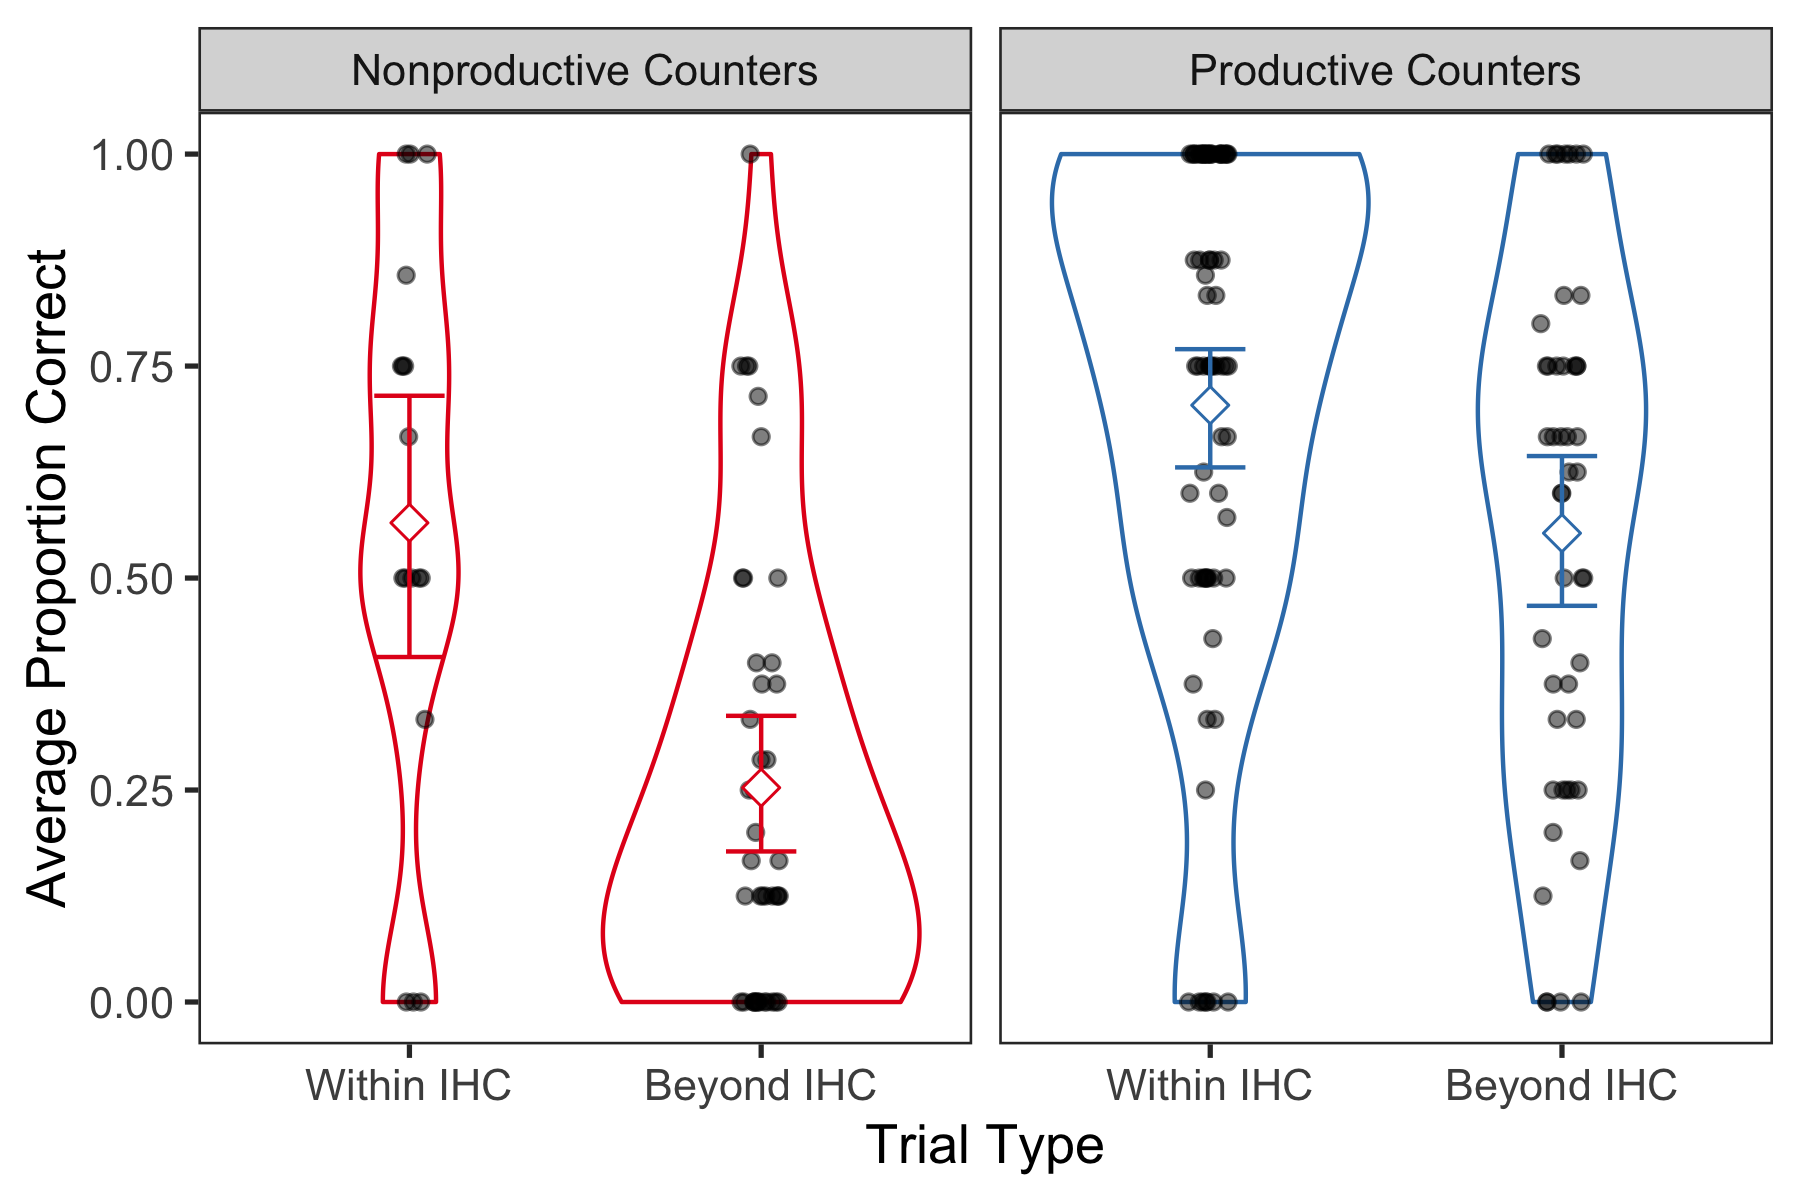 Nonproductive Counters
Productive Counters
Average Proportion Correct
1.00
0.75
0.50
0.25
0.00
Within IHC
Beyond IHC
Within IHC
Beyond IHC
Trial Type